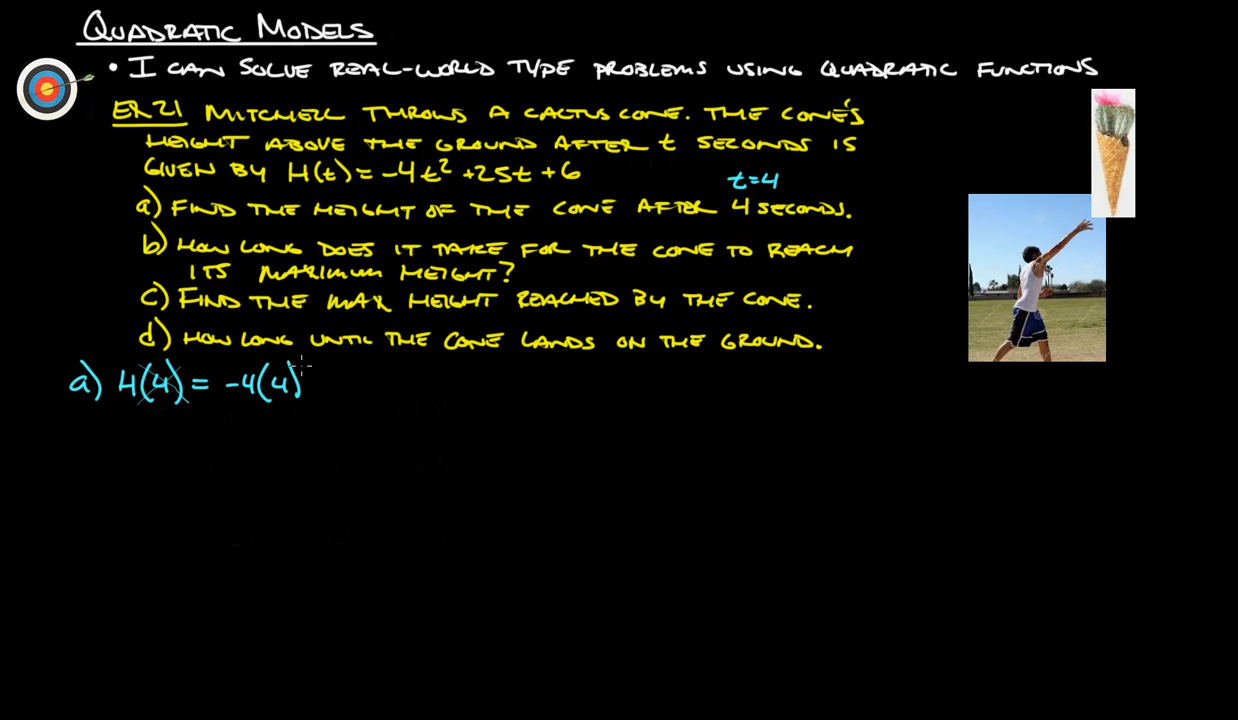 QUADRATIC MODELS
• I CAN SOLVE REAL-WORLD TYPE PROBLEMS USING QUADRATIC FUNCTIONS
EX 21 MITCHELL THROWS A CACTUS CONE. THE CONE'S
HEIGHT ABOVE THE GROUND AFTER t SECONDS IS
GIVEN BY H(t) = -4t² +25t +6
t=4
a) FIND THE HEIGHT OF THE CONE AFTER 4 SECONDS.
b) HOW LONG DOES IT TAKE FOR THE CONE TO REACH
ITS MAXIMUM HEIGHT?
c) FIND THE MAX HEIGHT REACHED BY THE CONE.
d) HOW LONG UNTIL THE CONE LANDS ON THE GROUND.
a) H(4) = -4(4)